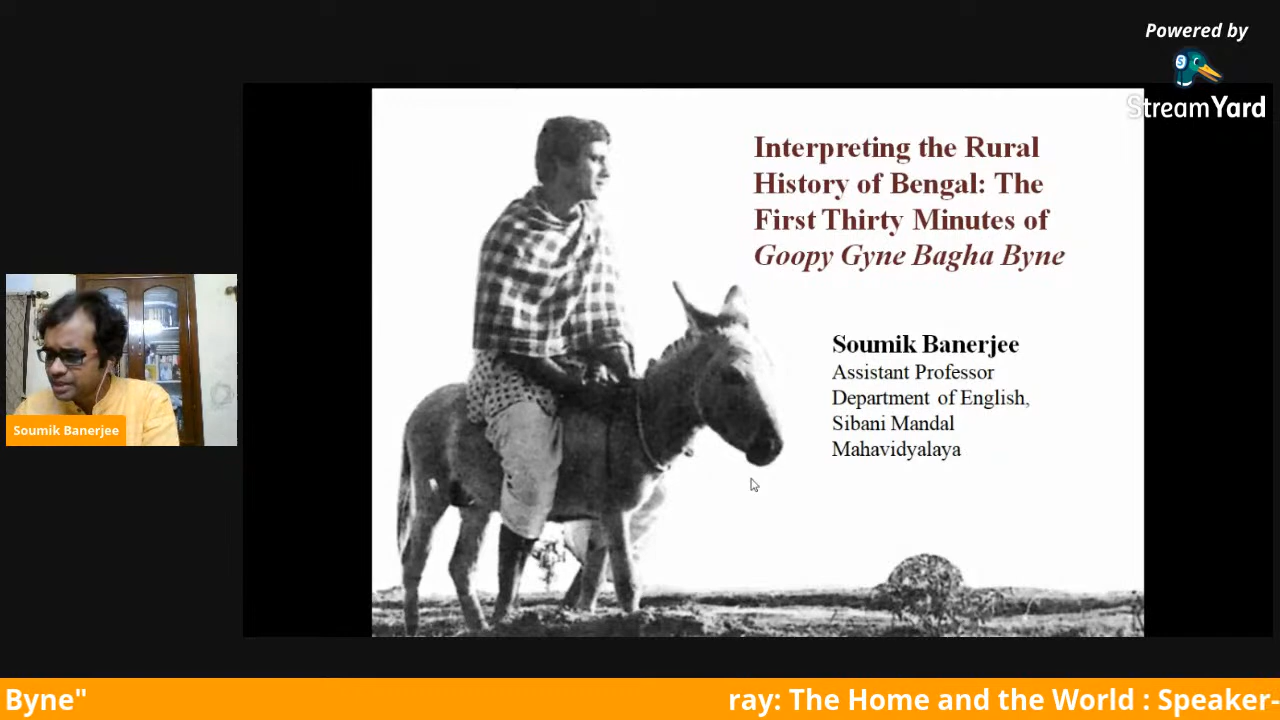 Powered by
StreamYard
Interpreting the Rural
History of Bengal: The
First Thirty Minutes of
Goopy Gyne Bagha Byne
Soumik Banerjee
Assistant Professor
Department of English,
Sibani Mandal
Mahavidyalaya
Soumik Banerjee
Byne" ray: The Home and the World : Speaker-